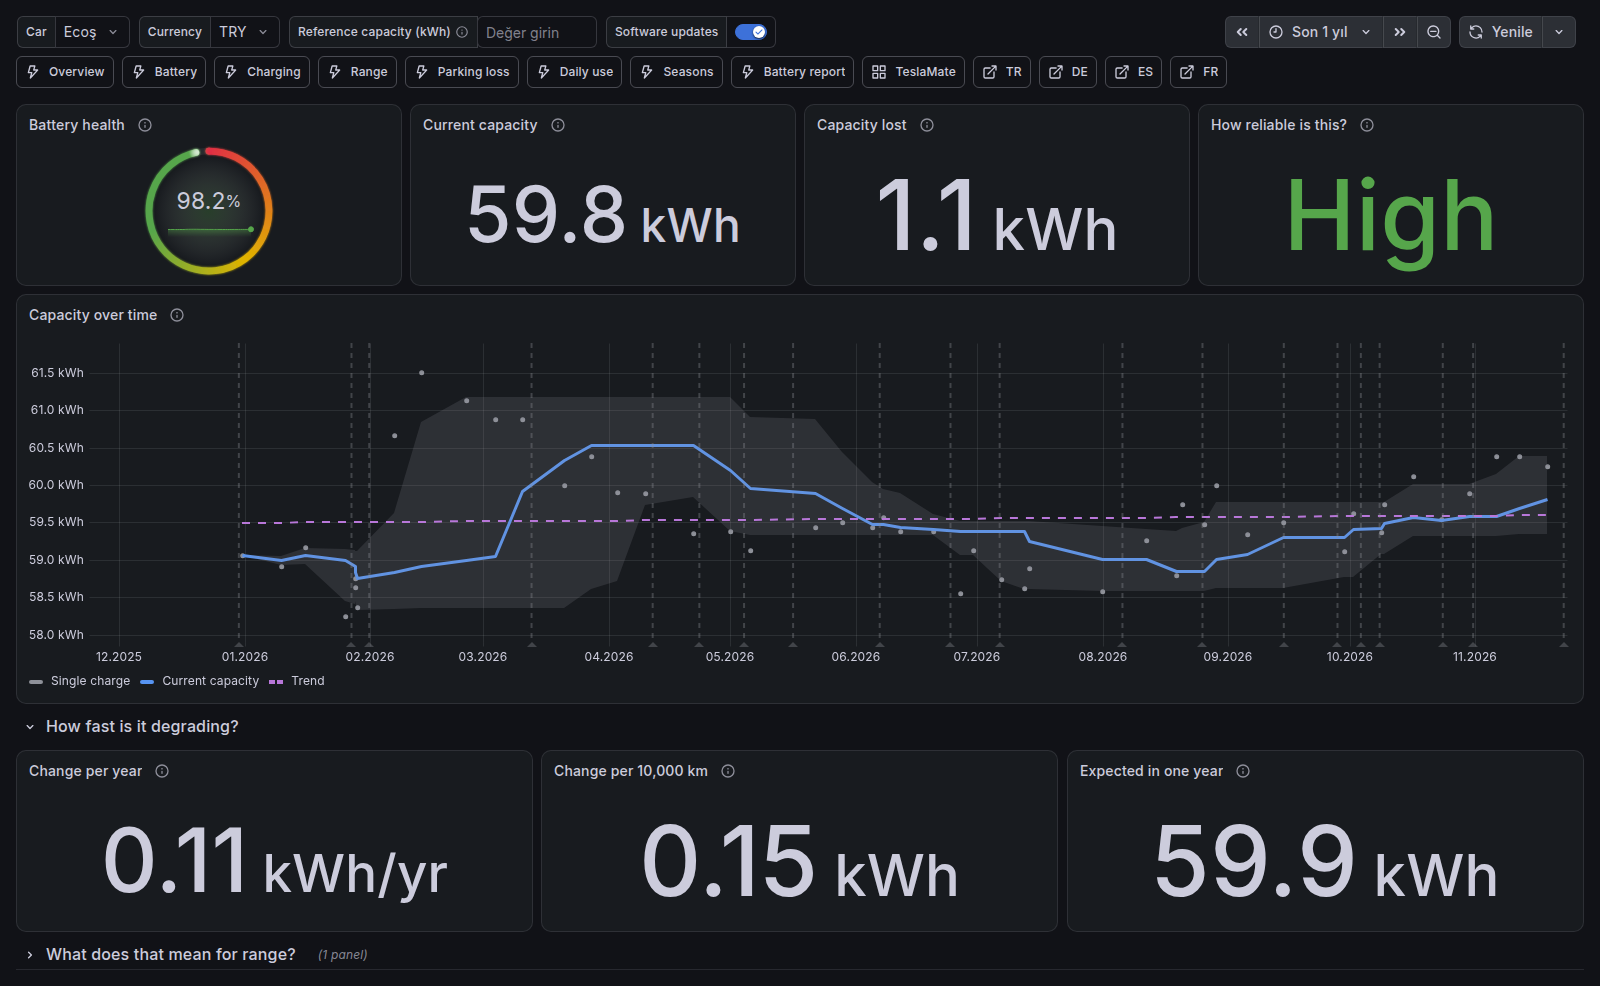 Car Ecoş Currency TRY Reference capacity (kWh) Değer girin Software updates Son 1 yıl Yenile
Overview Battery Charging Range Parking loss Daily use Seasons Battery report TeslaMate TR DE ES FR
Battery health Current capacity Capacity lost How reliable is this?
98.2% 59.8 kWh 1.1 kWh High
Capacity over time
61.5 kWh
61.0 kWh
60.5 kWh
60.0 kWh
59.5 kWh
59.0 kWh
58.5 kWh
58.0 kWh
12.2025 01.2026 02.2026 03.2026 04.2026 05.2026 06.2026 07.2026 08.2026 09.2026 10.2026 11.2026
Single charge Current capacity Trend
How fast is it degrading?
Change per year Change per 10,000 km Expected in one year
0.11 kWh/yr 0.15 kWh 59.9 kWh
What does that mean for range? (1 panel)